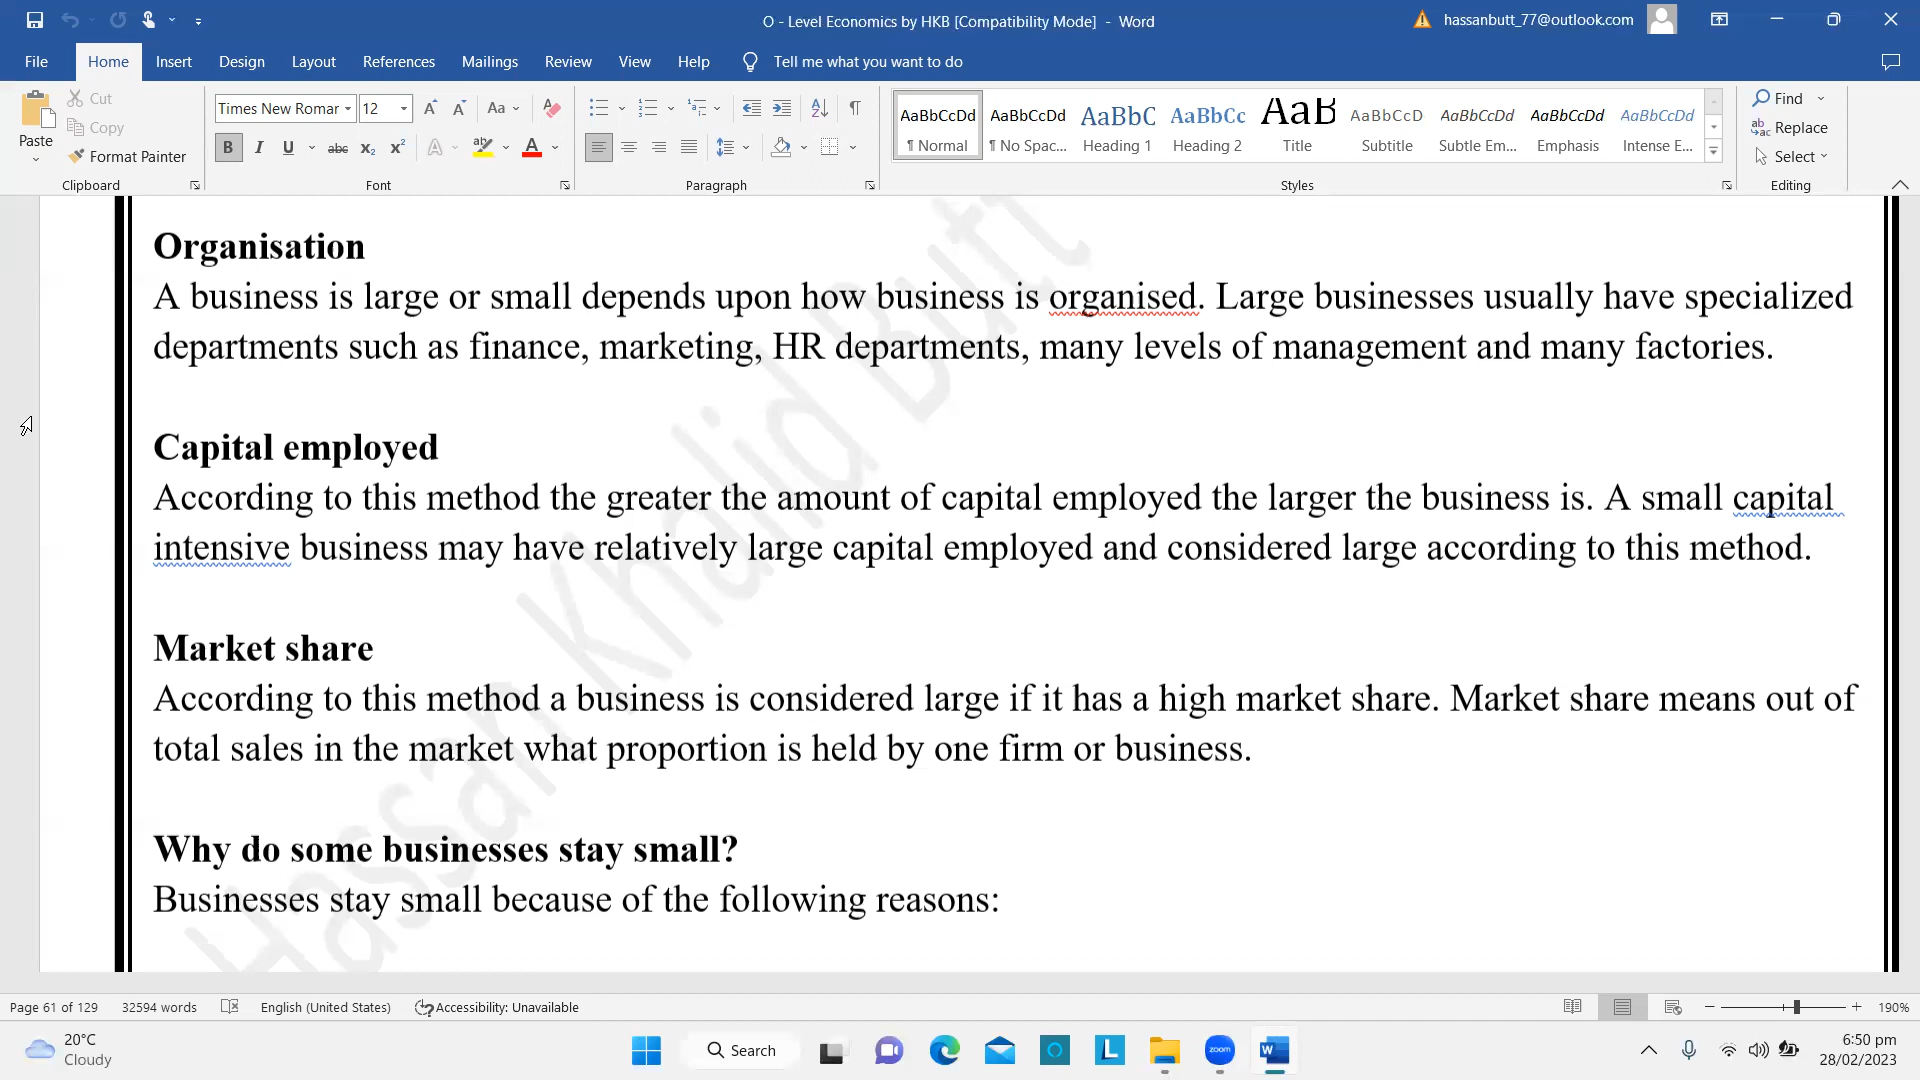 O - Level Economics by HKB [Compatibility Mode] - Word
hassanbutt_77@outlook.com
File Home Insert Design Layout References Mailings Review View Help Tell me what you want to do
Cut
Copy
Paste
Format Painter
Clipboard
Times New Romar 12
Font
Paragraph
AaBbCcDd AaBbCcDd AaBbC AaBbCc AaB AaBbCcD AaBbCcDd AaBbCcDd AaBbCcDd
¶ Normal ¶ No Spac... Heading 1 Heading 2 Title Subtitle Subtle Em... Emphasis Intense E...
Styles
Find
Replace
Select
Editing
Organisation
A business is large or small depends upon how business is organised. Large businesses usually have specialized
departments such as finance, marketing, HR departments, many levels of management and many factories.
Capital employed
According to this method the greater the amount of capital employed the larger the business is. A small capital
intensive business may have relatively large capital employed and considered large according to this method.
Market share
According to this method a business is considered large if it has a high market share. Market share means out of
total sales in the market what proportion is held by one firm or business.
Why do some businesses stay small?
Businesses stay small because of the following reasons:
Hassan Khalid Butt
Page 61 of 129 32594 words English (United States) Accessibility: Unavailable 190%
20°C
Cloudy
Search
zoom
6:50 pm
28/02/2023